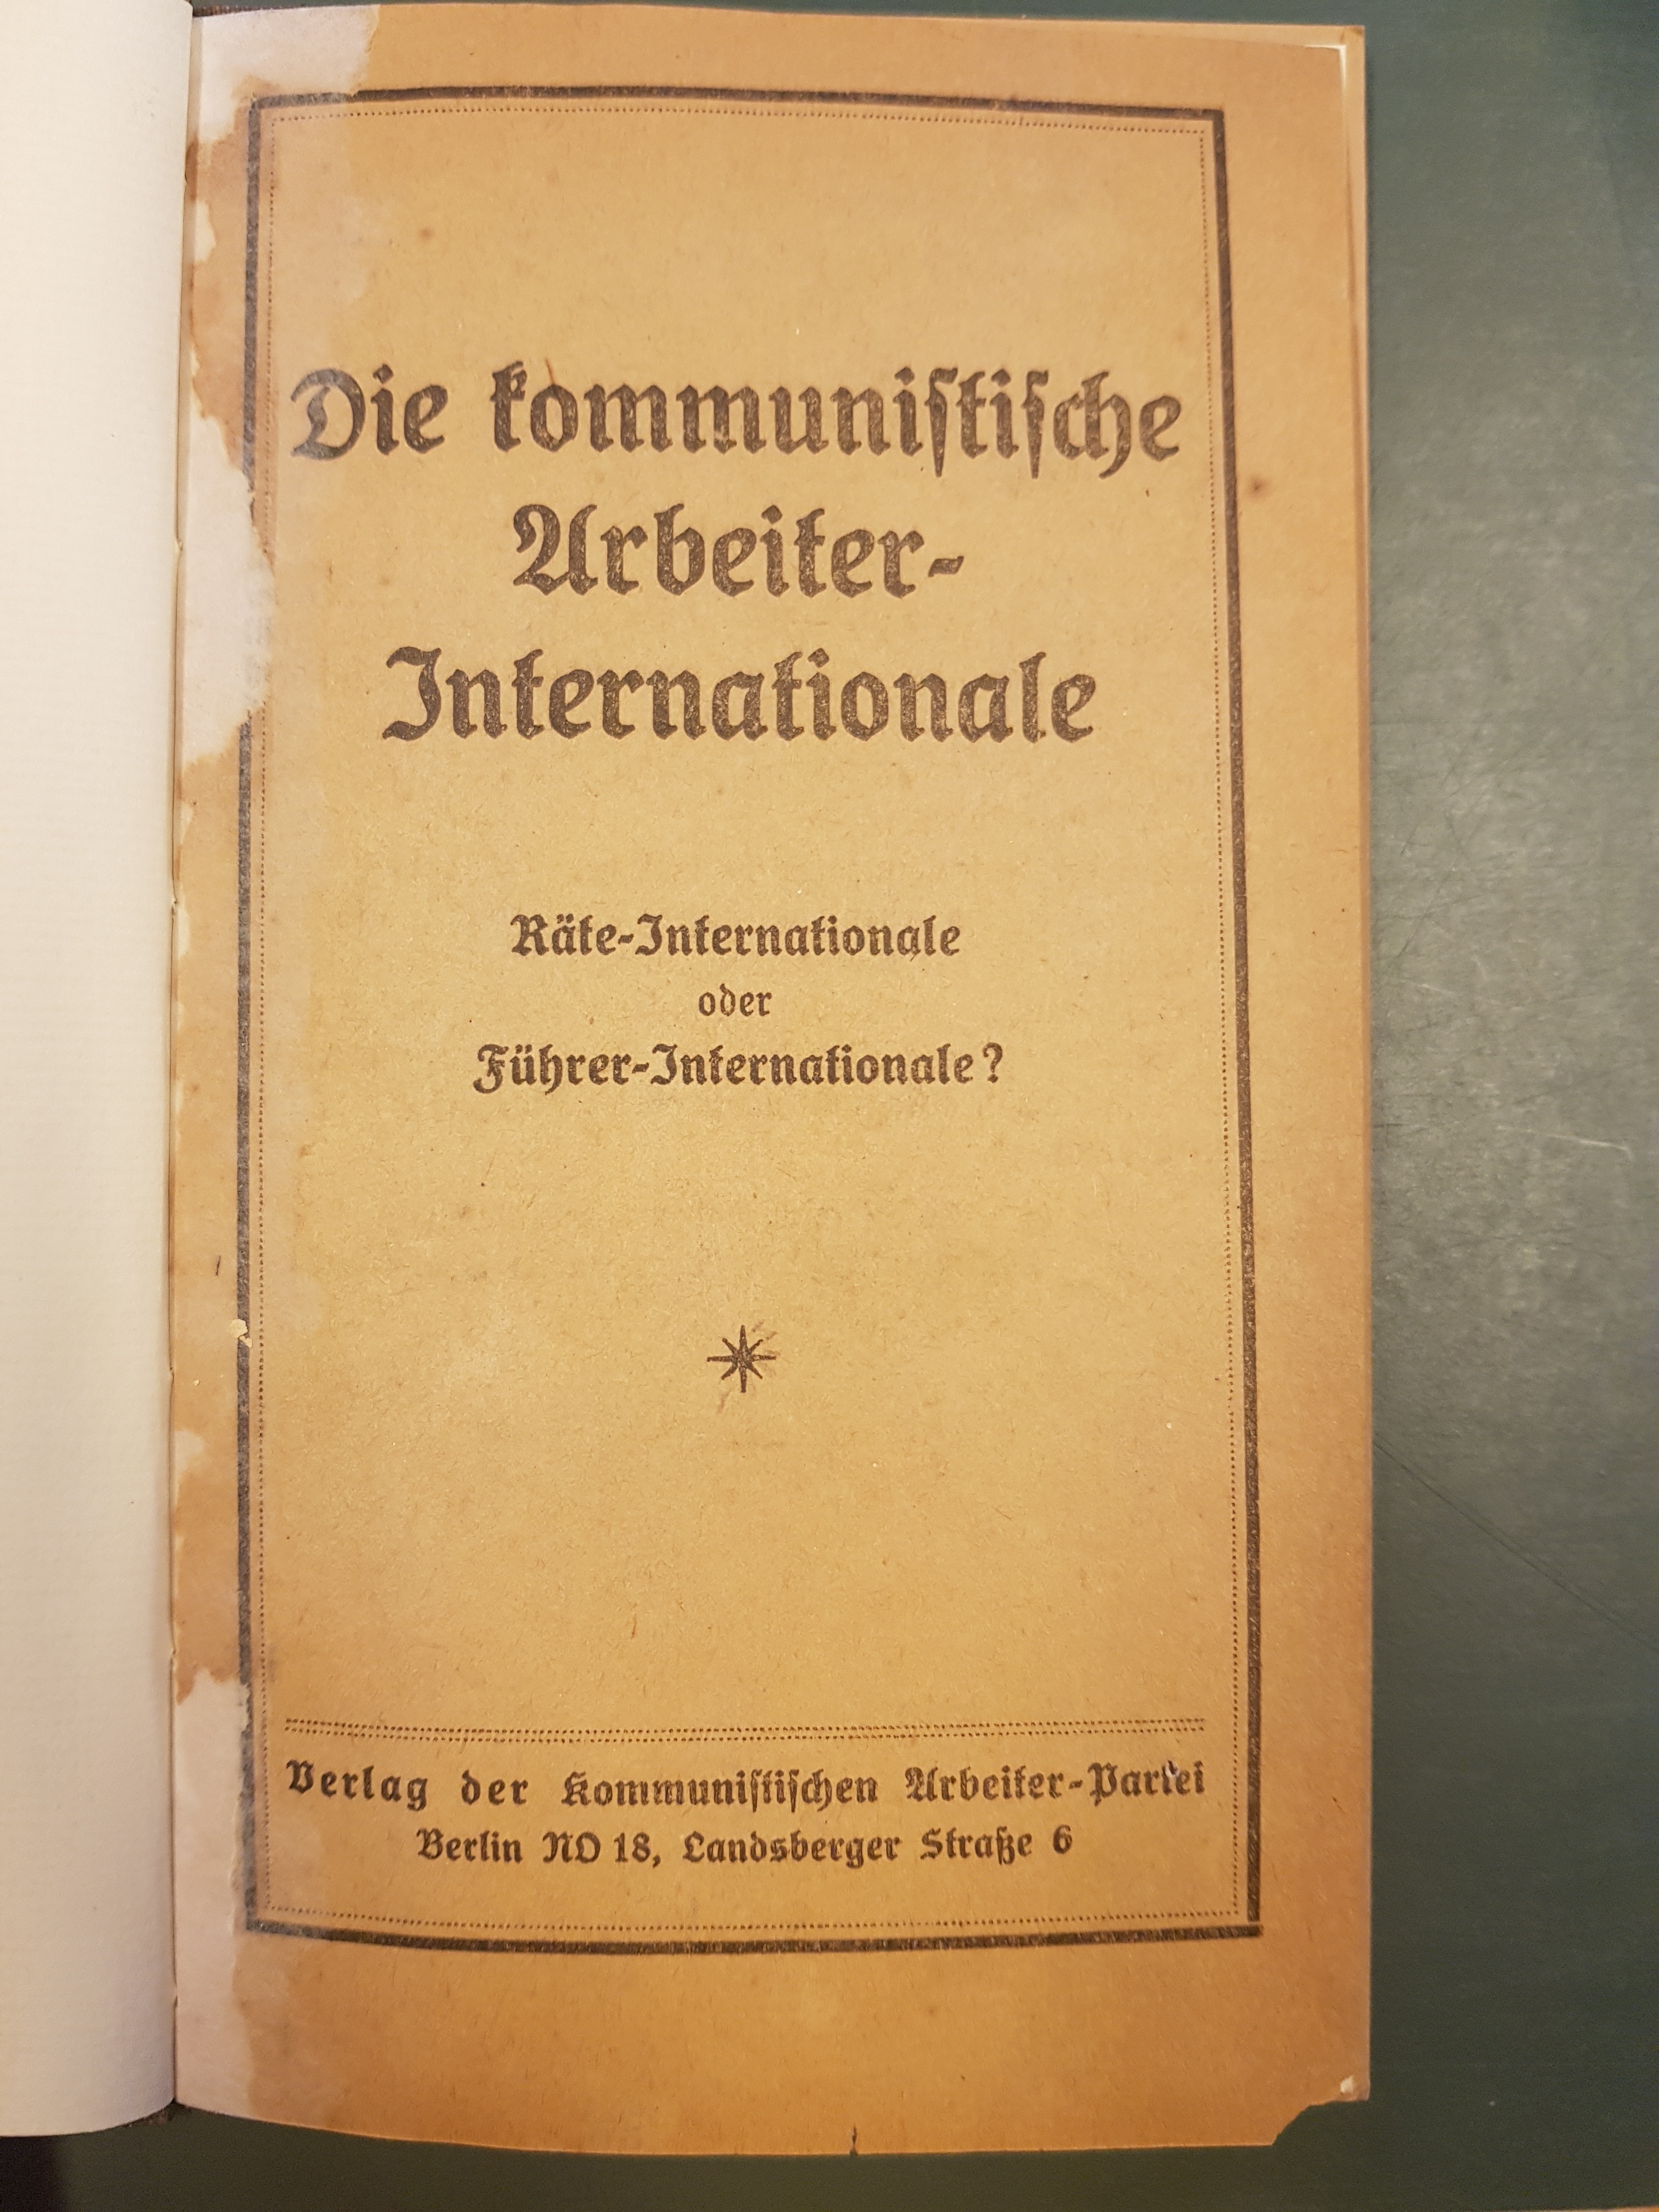 Die kommunistische
Arbeiter-
Internationale
Räte-Internationale
oder
Führer-Internationale?
Verlag der Kommunistischen Arbeiter-Partei
Berlin NO 18, Landsberger Straße 6